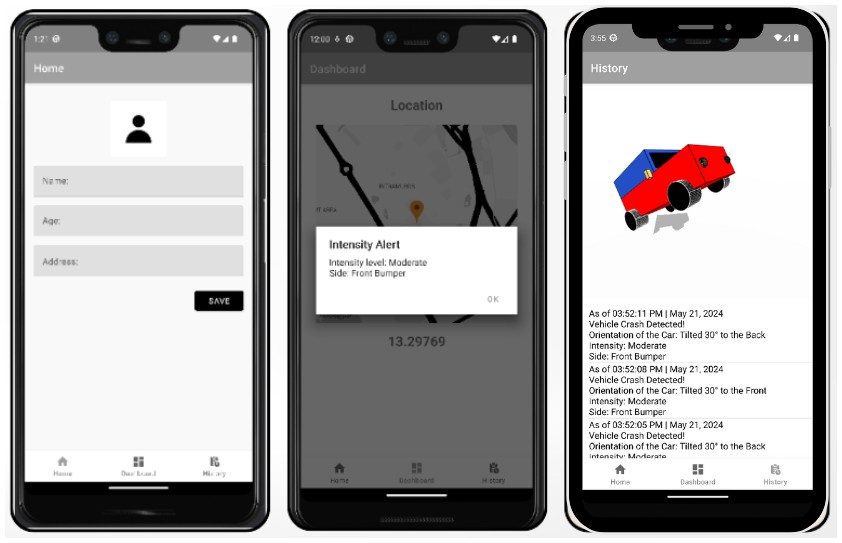 1:21
Home
Name:
Age:
Address:
SAVE
Home
Dashboard
History
12:00
Dashboard
Location
INTRAMUROS
Intensity Alert
Intensity level: Moderate
Side: Front Bumper
OK
13.29769
Home
Dashboard
History
3:55
History
As of 03:52:11 PM | May 21, 2024
Vehicle Crash Detected!
Orientation of the Car: Tilted 30° to the Back
Intensity: Moderate
Side: Front Bumper
As of 03:52:08 PM | May 21, 2024
Vehicle Crash Detected!
Orientation of the Car: Tilted 30° to the Front
Intensity: Moderate
Side: Front Bumper
As of 03:52:05 PM | May 21, 2024
Vehicle Crash Detected!
Orientation of the Car: Tilted 30° to the Back
Intensity: Moderate
Home
Dashboard
History